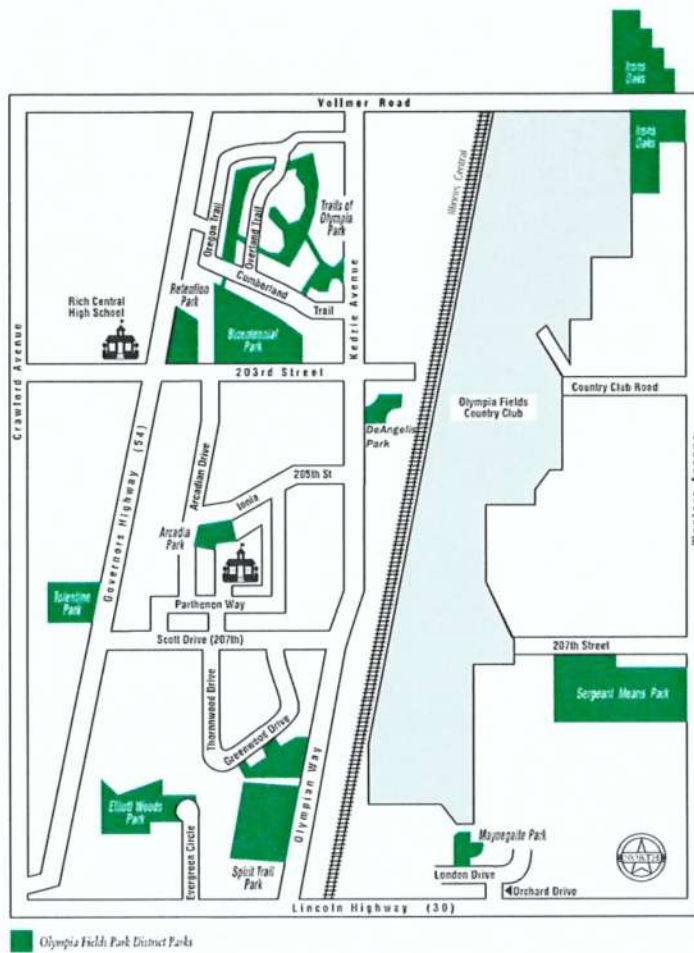 Irons
Oaks
Vollmer Road
Irons
Oaks
Illinois Central
Trails of
Olympia
Park
Oregon Trail
Overland Trail
Cumberland
Trail
Kedzie Avenue
Retention
Park
Rich Central
High School
Bicentennial
Park
Crawford Avenue
203rd Street
Country Club Road
Olympia Fields
Country Club
DeAngelis
Park
Governors Highway (54)
Arcadian Drive
205th St
Ionia
Arcadia
Park
Tolentine
Park
Parthenon Way
Scott Drive (207th)
207th Street
Thornwood Drive
Greenwood Drive
Sergeant Means Park
Olympian Way
Elliott Woods
Park
Evergreen Circle
Spirit Trail
Park
Maynegaite Park
London Drive
Orchard Drive
NORTH
Lincoln Highway (30)
Olympia Fields Park District Parks